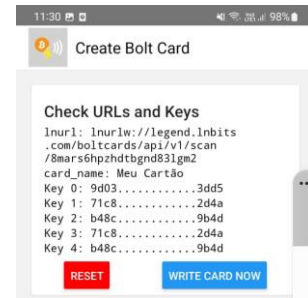 11:30 98%
Create Bolt Card
Check URLs and Keys
lnurl: lnurlw://legend.lnbits
.com/boltcards/api/v1/scan
/8mars6hpzhdtbgnd83lgm2
card_name: Meu Cartão
Key 0: 9d03............3dd5
Key 1: 71c8............2d4a
Key 2: b48c............9b4d
Key 3: 71c8............2d4a
Key 4: b48c............9b4d
RESET WRITE CARD NOW